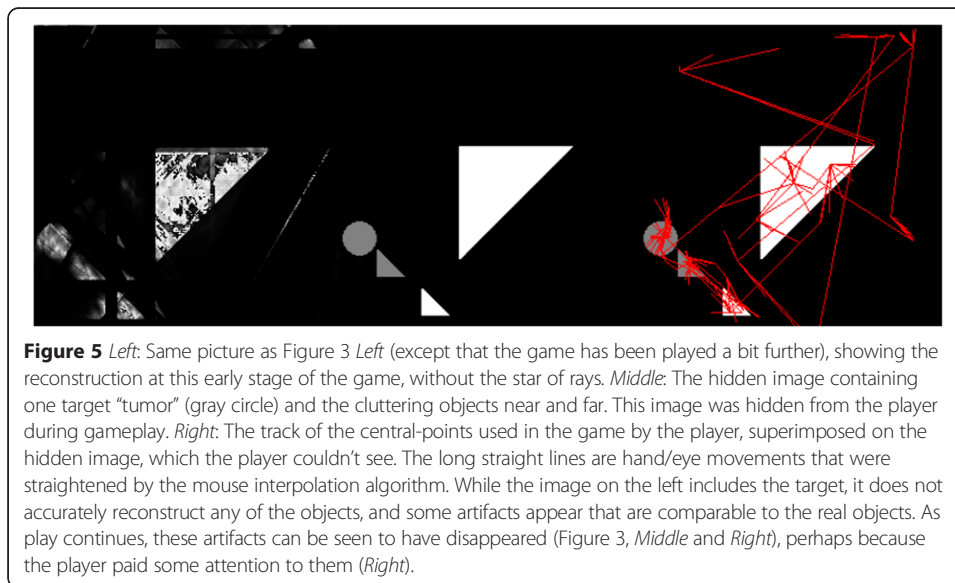 Figure 5 Left: Same picture as Figure 3 Left (except that the game has been played a bit further), showing the
reconstruction at this early stage of the game, without the star of rays. Middle: The hidden image containing
one target “tumor” (gray circle) and the cluttering objects near and far. This image was hidden from the player
during gameplay. Right: The track of the central-points used in the game by the player, superimposed on the
hidden image, which the player couldn’t see. The long straight lines are hand/eye movements that were
straightened by the mouse interpolation algorithm. While the image on the left includes the target, it does not
accurately reconstruct any of the objects, and some artifacts appear that are comparable to the real objects. As
play continues, these artifacts can be seen to have disappeared (Figure 3, Middle and Right), perhaps because
the player paid some attention to them (Right).